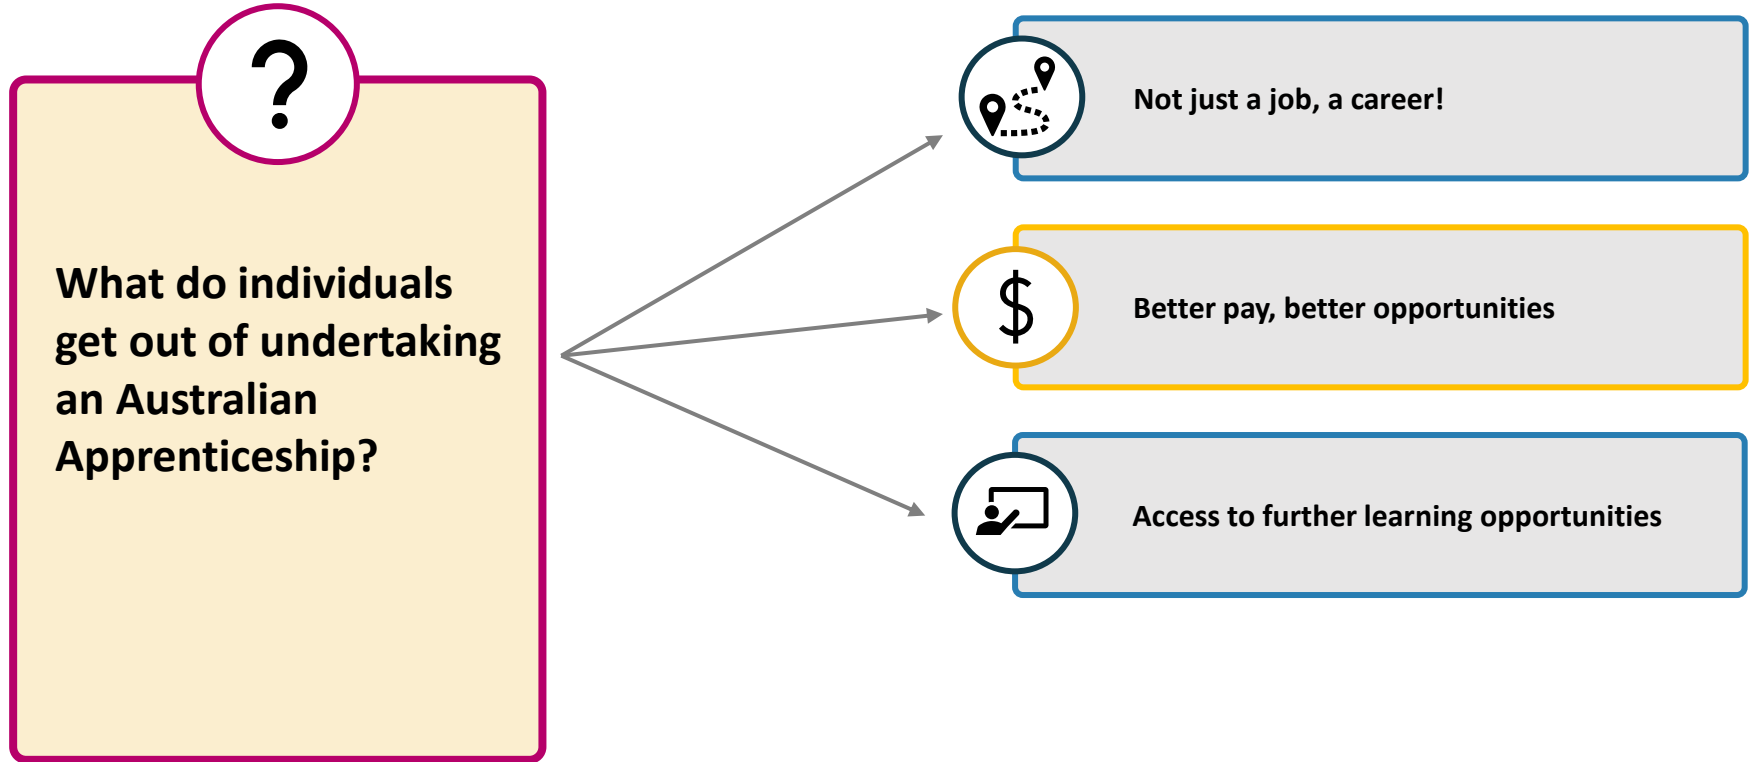 What do individuals
get out of undertaking
an Australian
Apprenticeship?
Not just a job, a career!
Better pay, better opportunities
Access to further learning opportunities